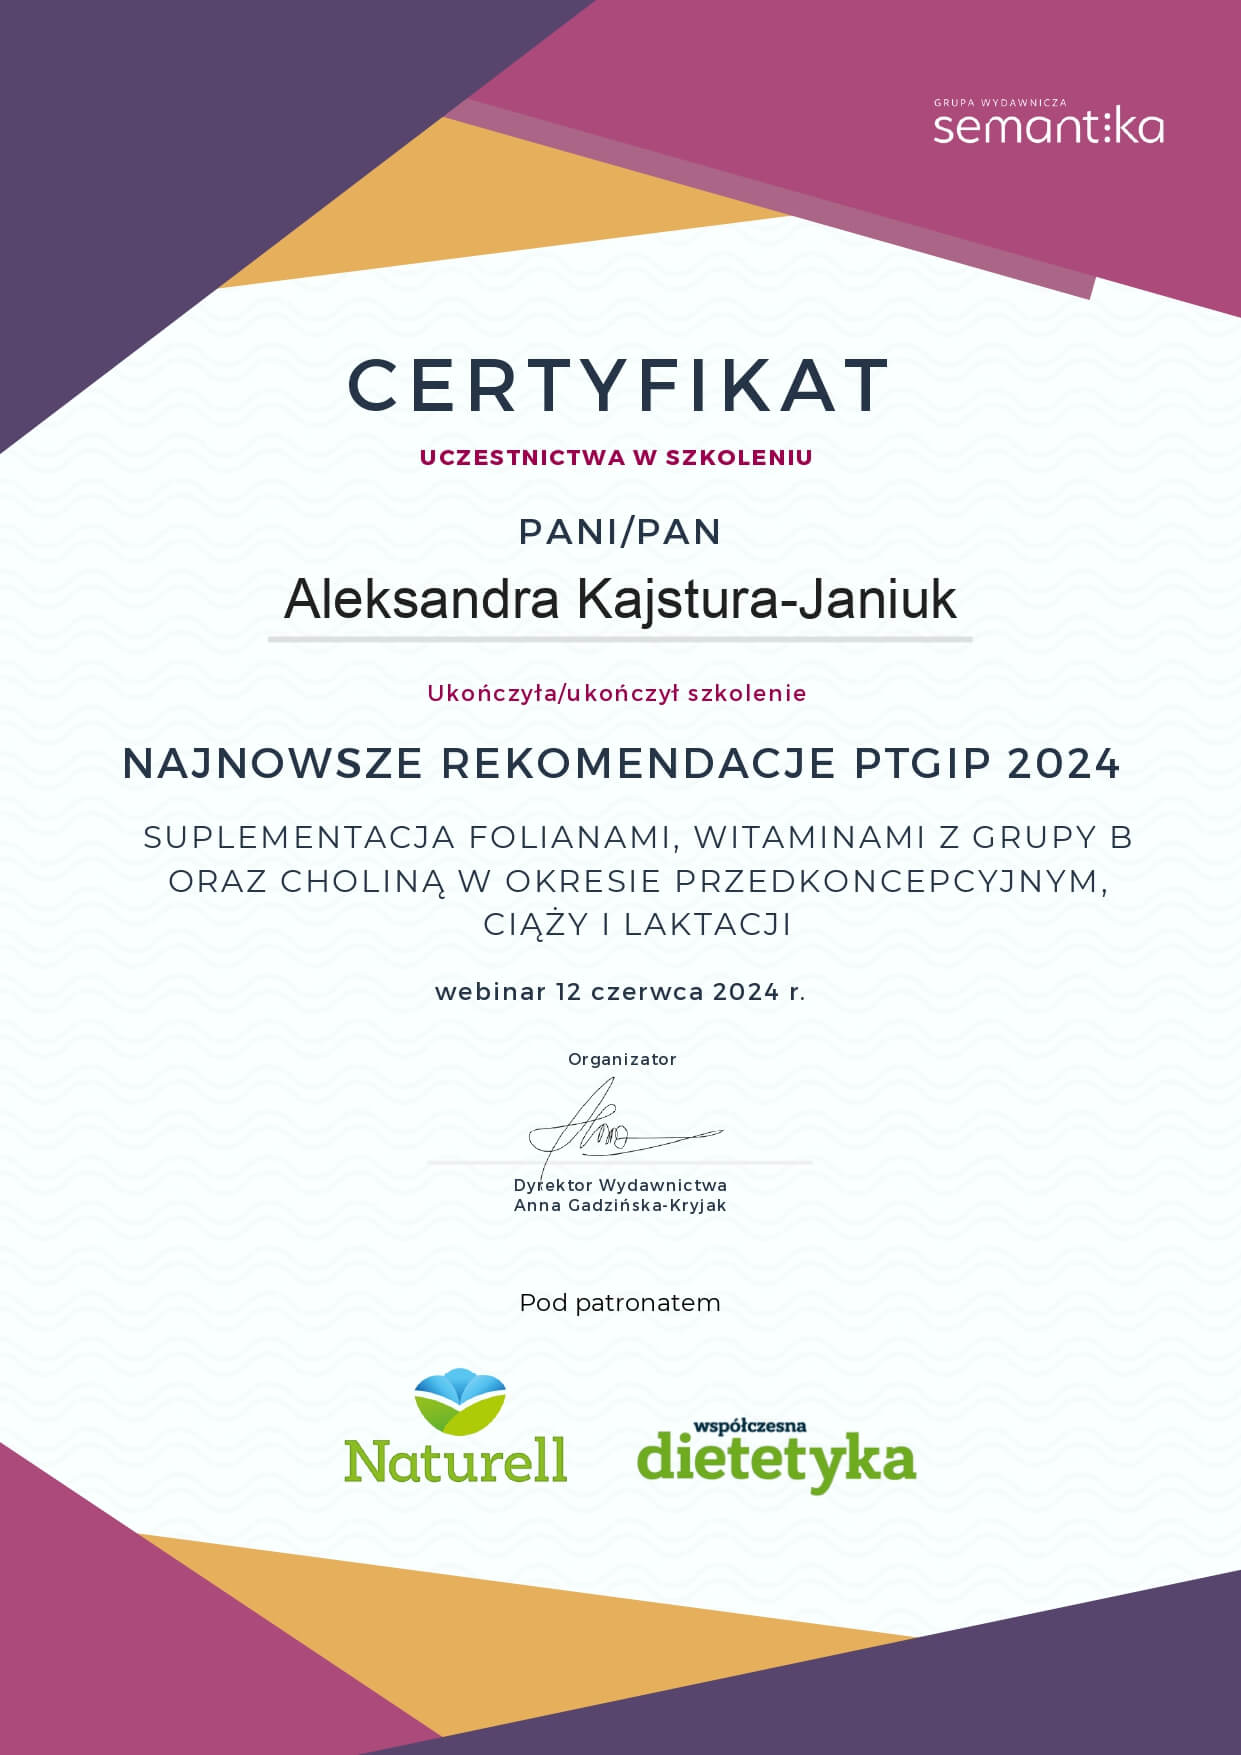 GRUPA WYDAWNICZA
semantika
CERTYFIKAT
UCZESTNICTWA W SZKOLENIU
PANI/PAN
Aleksandra Kajstura-Janiuk
Ukończyła/ukończył szkolenie
NAJNOWSZE REKOMENDACJE PTGIP 2024
SUPLEMENTACJA FOLIANAMI, WITAMINAMI Z GRUPY B
ORAZ CHOLINĄ W OKRESIE PRZEDKONCEPCYJNYM,
CIĄŻY I LAKTACJI
webinar 12 czerwca 2024 r.
Organizator
Dyrektor Wydawnictwa
Anna Gadzińska-Kryjak
Pod patronatem
Naturell
współczesna
dietetyka